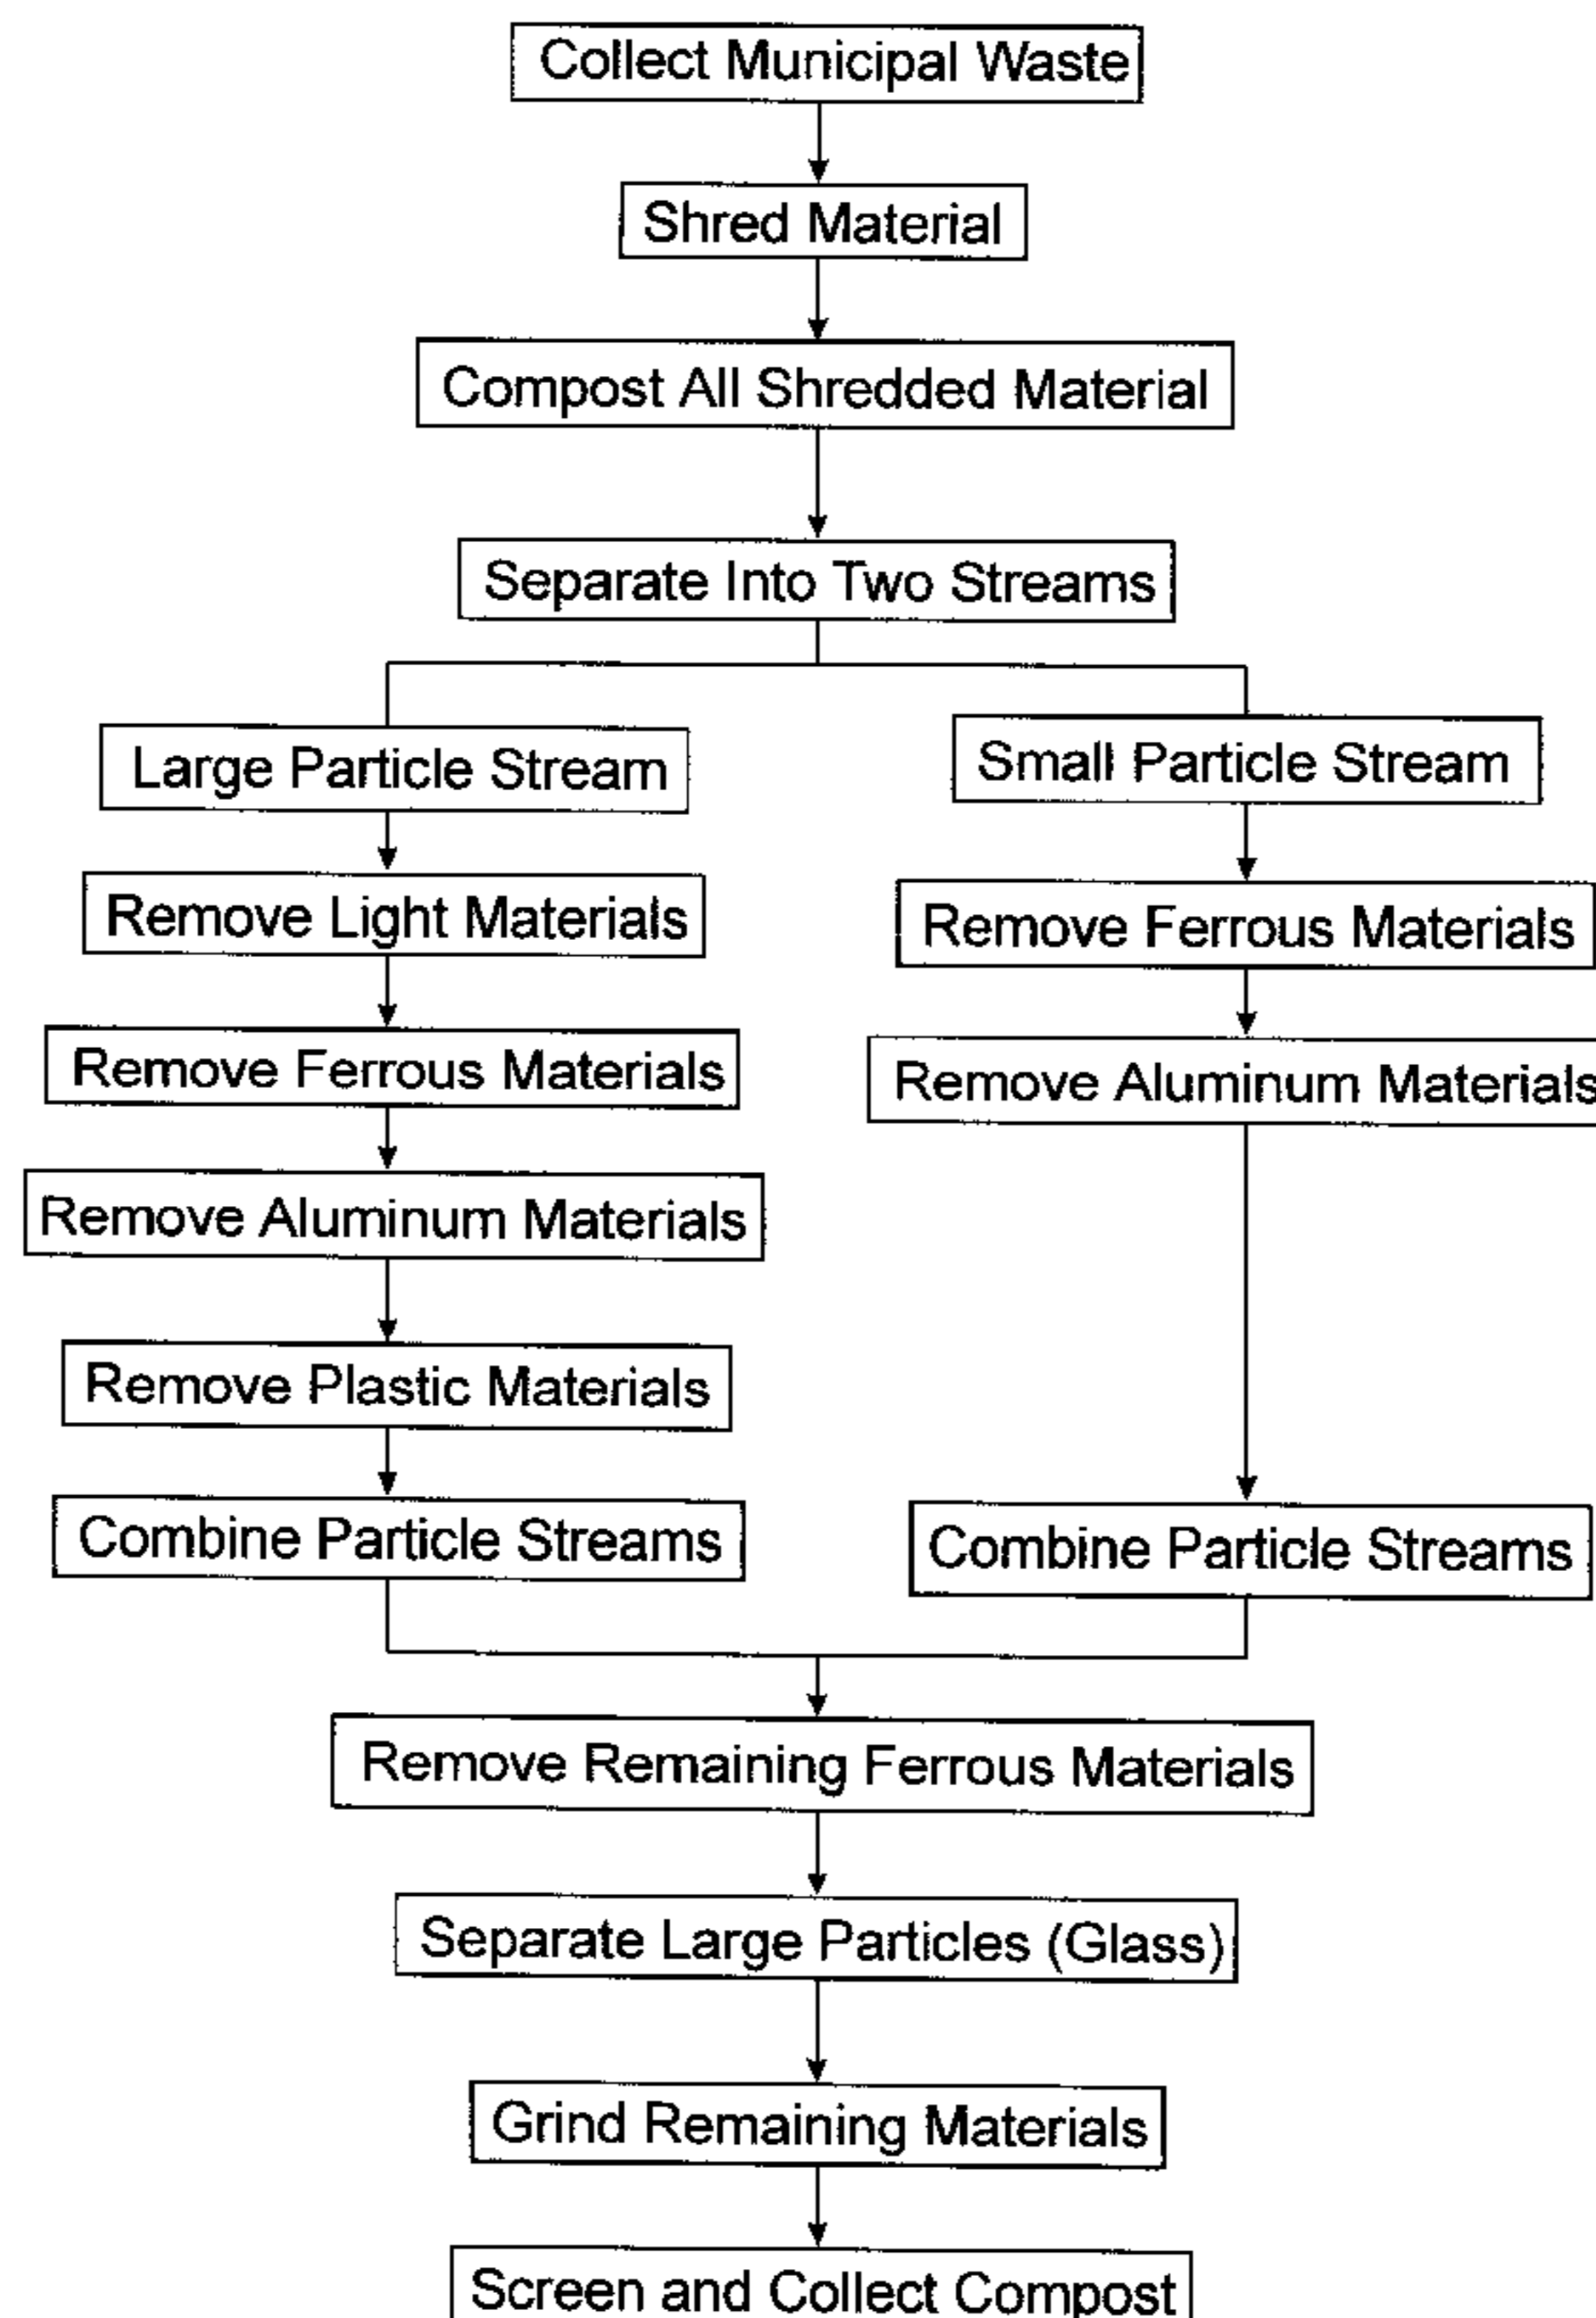 Collect Municipal Waste
Shred Material
Compost All Shredded Material
Separate Into Two Streams
Large Particle Stream
Remove Light Materials
Remove Ferrous Materials
Remove Aluminum Materials
Remove Plastic Materials
Combine Particle Streams
Small Particle Stream
Remove Ferrous Materials
Remove Aluminum Materials
Combine Particle Streams
Remove Remaining Ferrous Materials
Separate Large Particles (Glass)
Grind Remaining Materials
Screen and Collect Compost